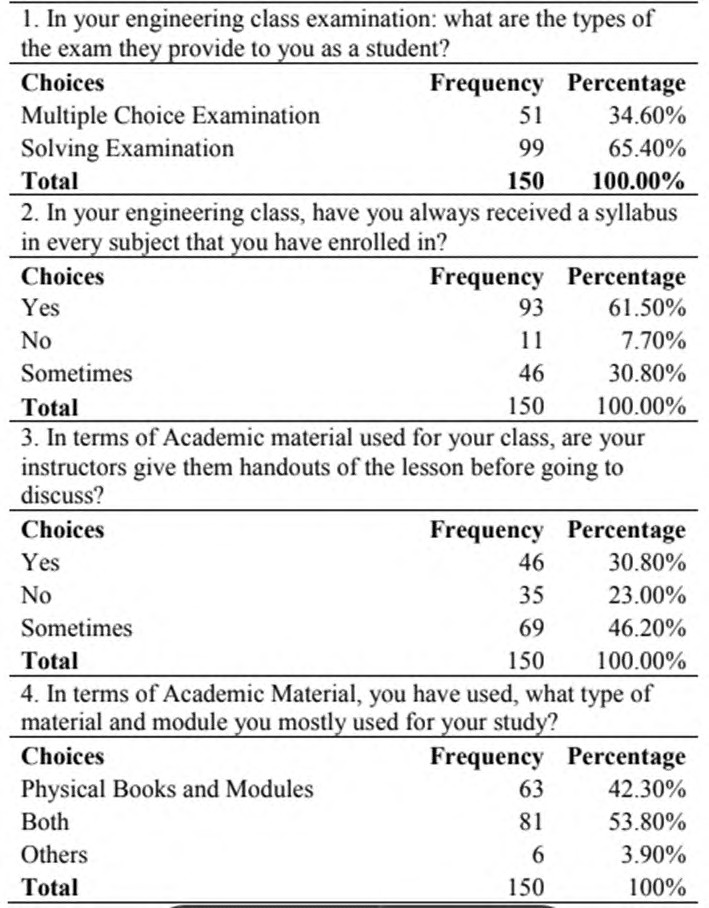 1. In your engineering class examination: what are the types of
the exam they provide to you as a student?
Choices Frequency Percentage
Multiple Choice Examination 51 34.60%
Solving Examination 99 65.40%
Total 150 100.00%
2. In your engineering class, have you always received a syllabus
in every subject that you have enrolled in?
Choices Frequency Percentage
Yes 93 61.50%
No 11 7.70%
Sometimes 46 30.80%
Total 150 100.00%
3. In terms of Academic material used for your class, are your
instructors give them handouts of the lesson before going to
discuss?
Choices Frequency Percentage
Yes 46 30.80%
No 35 23.00%
Sometimes 69 46.20%
Total 150 100.00%
4. In terms of Academic Material, you have used, what type of
material and module you mostly used for your study?
Choices Frequency Percentage
Physical Books and Modules 63 42.30%
Both 81 53.80%
Others 6 3.90%
Total 150 100%